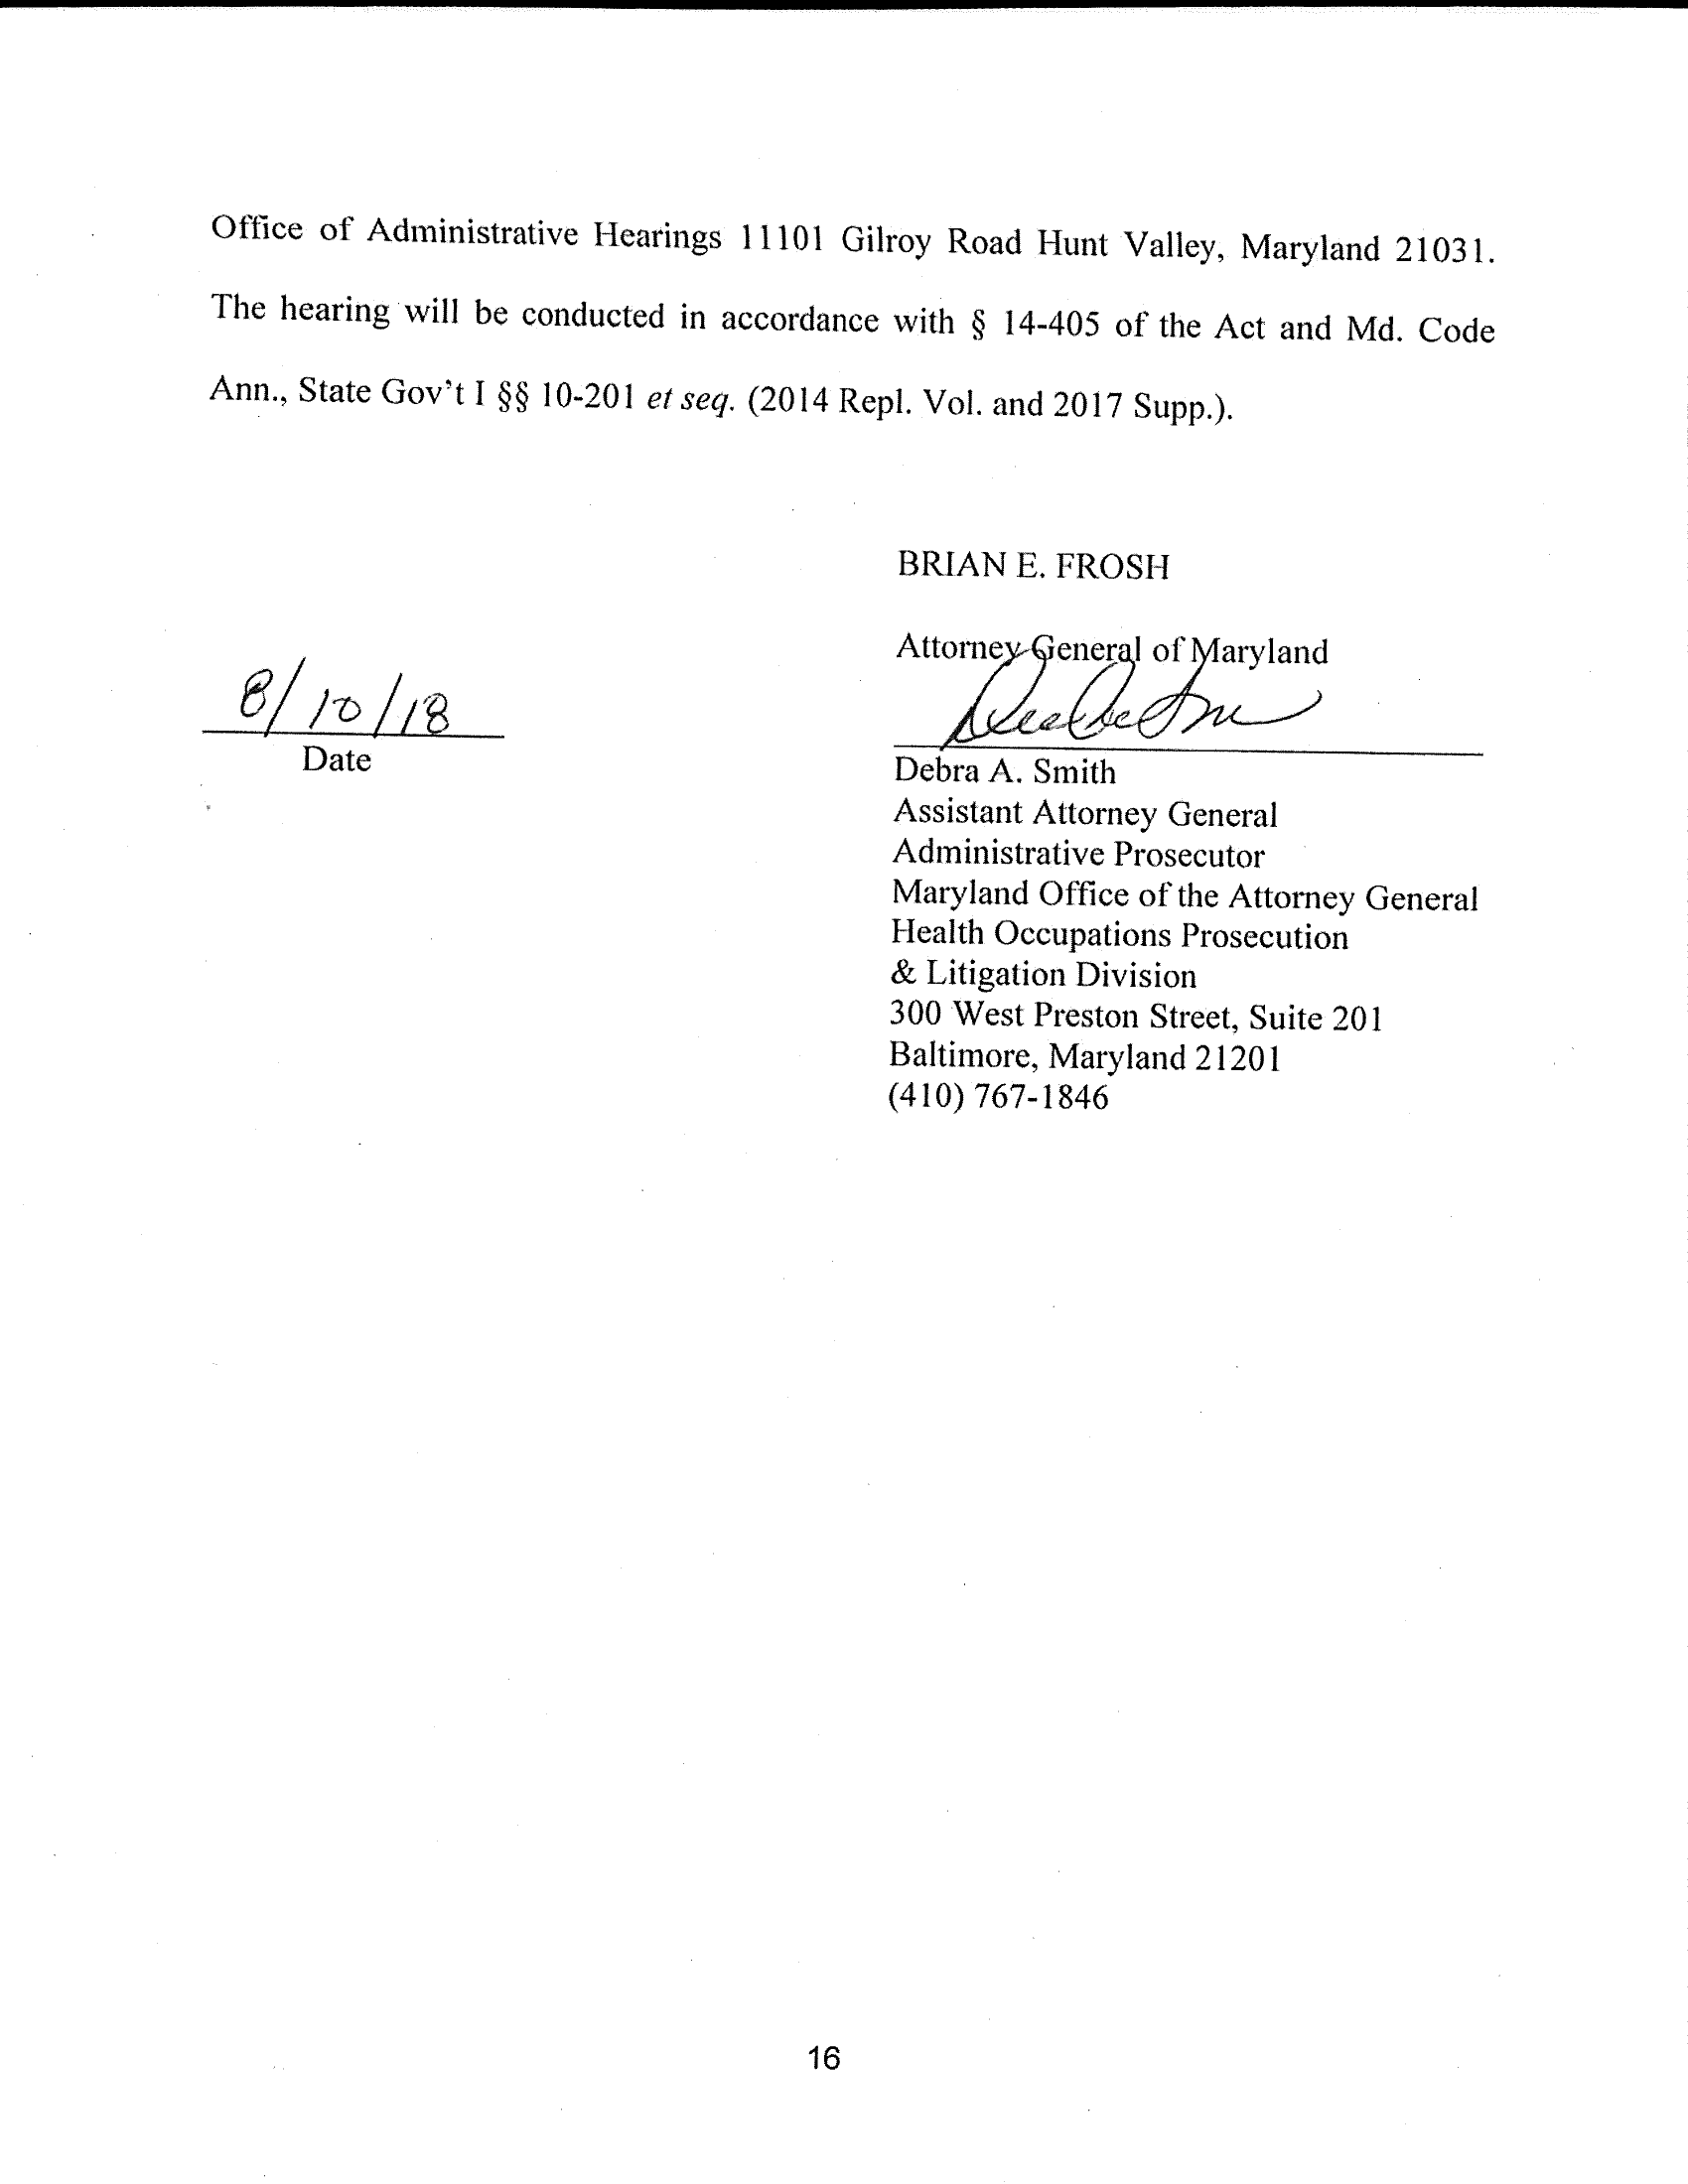 Office of Administrative Hearings 11101 Gilroy Road Hunt Valley, Maryland 21031.
The hearing will be conducted in accordance with § 14-405 of the Act and Md. Code
Ann., State Gov't I §§ 10-201 et seq. (2014 Repl. Vol. and 2017 Supp.).
BRIAN E. FROSH
Attorney General of Maryland
8/10/18
Date
Debra A. Smith
Assistant Attorney General
Administrative Prosecutor
Maryland Office of the Attorney General
Health Occupations Prosecution
& Litigation Division
300 West Preston Street, Suite 201
Baltimore, Maryland 21201
(410) 767-1846
16